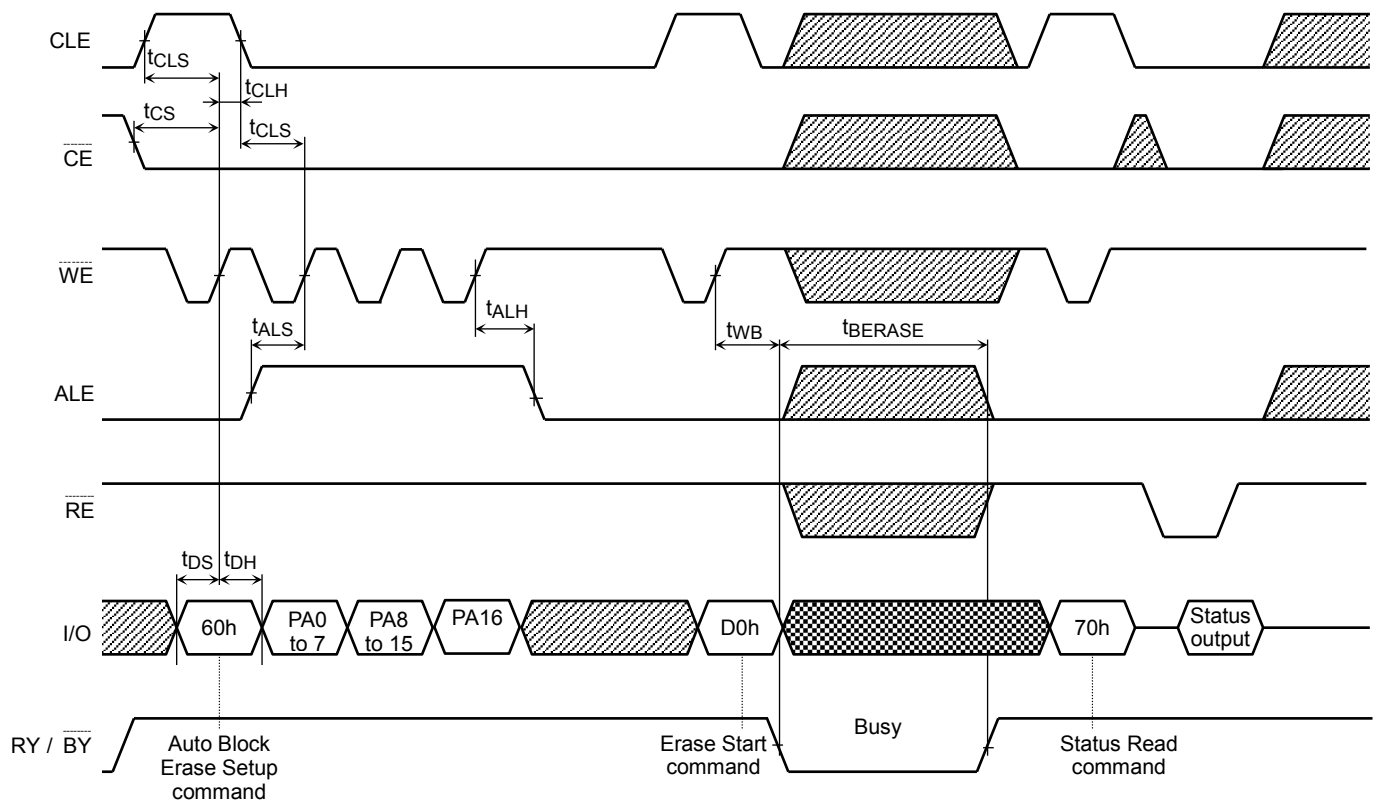 CLE
tCLS
tCLH
tCS
tCLS
CE
WE
tALH
tALS
tWB
tBERASE
ALE
RE
tDS
tDH
I/O
60h
PA0
to 7
PA8
to 15
PA16
D0h
70h
Status
output
RY / BY
Auto Block
Erase Setup
command
Erase Start
command
Busy
Status Read
command